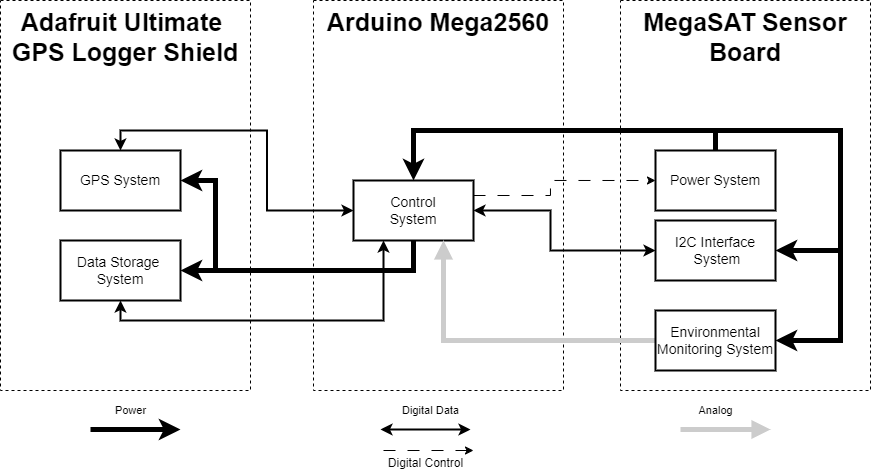 Adafruit Ultimate
GPS Logger Shield
Arduino Mega2560
MegaSAT Sensor
Board
GPS System
Data Storage
System
Control
System
Power System
I2C Interface
System
Environmental
Monitoring System
Power
Digital Data
Digital Control
Analog